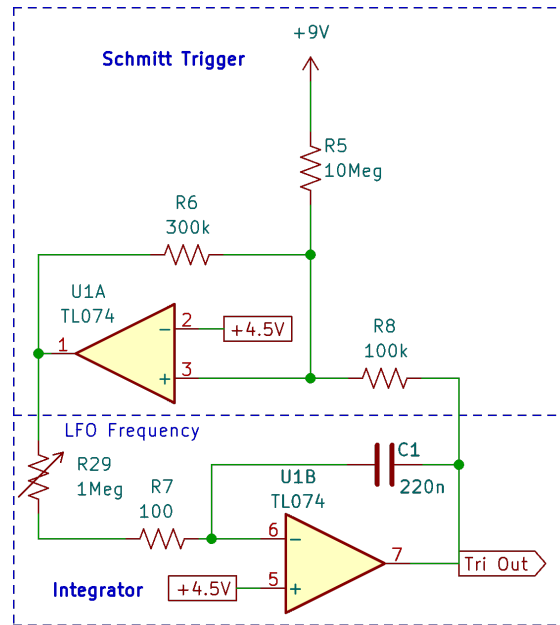 +9V
Schmitt Trigger
R5
10Meg
R6
300k
U1A
TL074
2
+4.5V
1
3
R8
100k
LFO Frequency
R29
1Meg
R7
100
C1
220n
U1B
TL074
6
7
5
+4.5V
Tri Out
Integrator